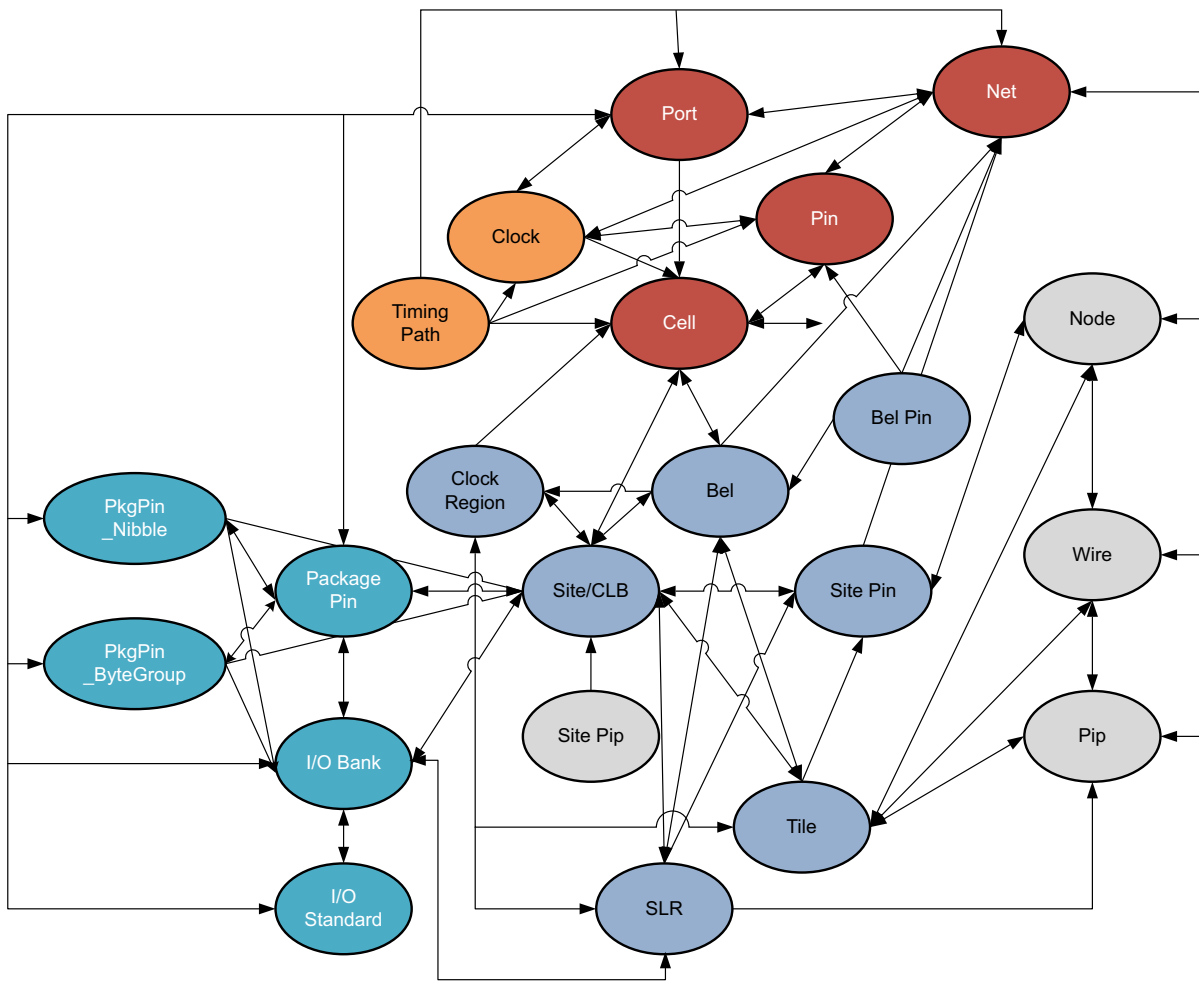 Net
Port
Pin
Clock
Timing
Path
Cell
Node
Bel Pin
Clock
Region
Bel
PkgPin
_Nibble
Wire
Package
Pin
Site/CLB
Site Pin
PkgPin
_ByteGroup
Site Pip
Pip
I/O Bank
Tile
I/O
Standard
SLR